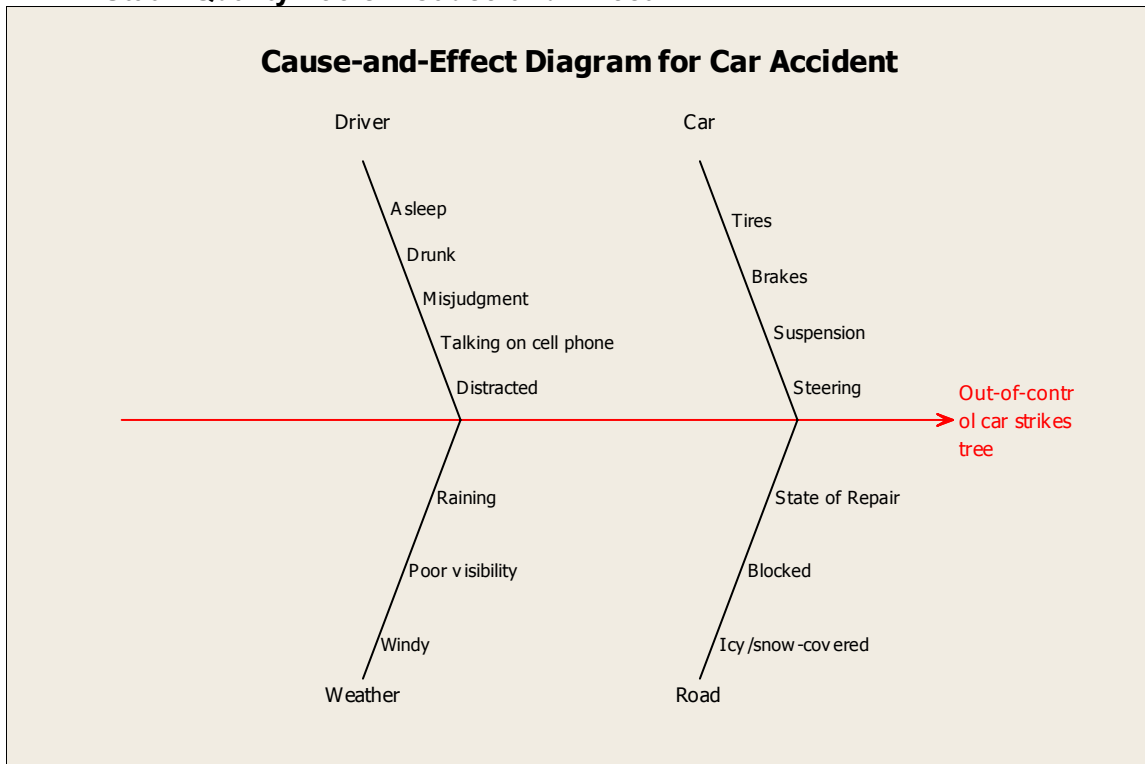 Cause-and-Effect Diagram for Car Accident
Driver
Car
Asleep
Drunk
Misjudgment
Talking on cell phone
Distracted
Tires
Brakes
Suspension
Steering
Out-of-contr
ol car strikes
tree
Raining
Poor visibility
Windy
Weather
State of Repair
Blocked
Icy/snow-covered
Road